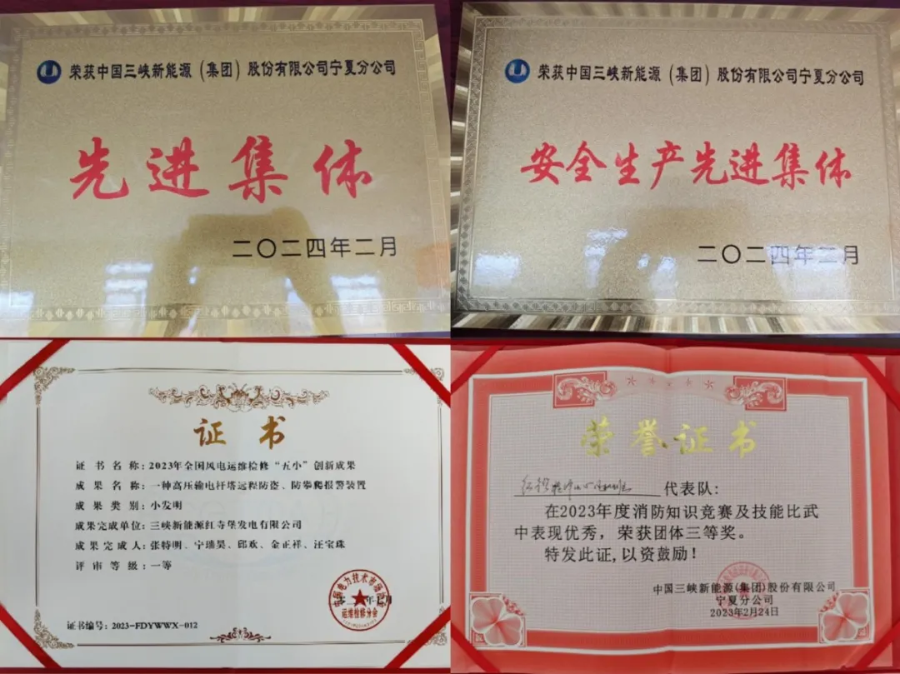 荣获中国三峡新能源（集团）股份有限公司宁夏分公司
先进集体
二〇二四年二月
荣获中国三峡新能源（集团）股份有限公司宁夏分公司
安全生产先进集体
二〇二四年二月
证书
证书名称：2023年全国风电运维检修“五小”创新成果
成果名称：一种高压输电杆塔远程防盗、防攀爬报警装置
成果类别：小发明
成果完成单位：三峡新能源红寺堡发电有限公司
成果完成人：张特明、宁瑞昊、邱欢、金正祥、汪宝珠
评审等级：一等
运维检修分会
证书编号：2023-FDYWWX-012
荣誉证书
代表队：
在2023年度消防知识竞赛及技能比武
中表现优秀，荣获团体三等奖。
特发此证，以资鼓励！
中国三峡新能源(集团)股份有限公司
宁夏分公司
2023年2月24日